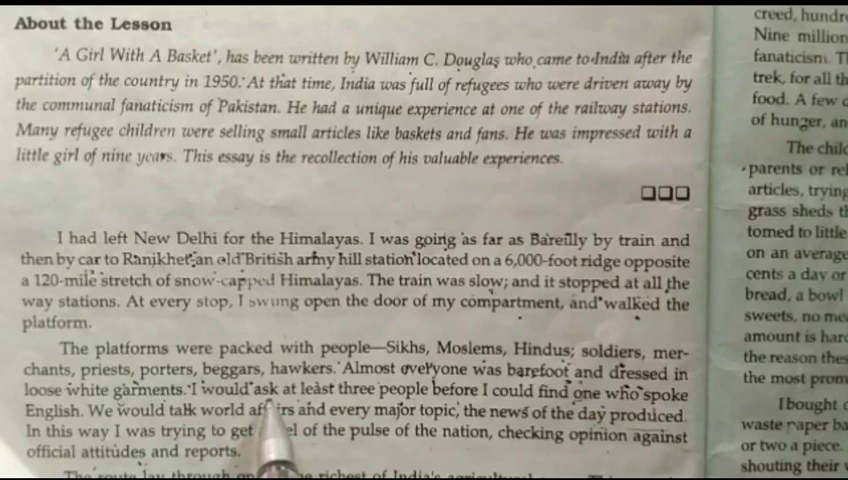 About the Lesson
'A Girl With A Basket', has been written by William C. Douglas who came to India after the
partition of the country in 1950. At that time, India was full of refugees who were driven away by
the communal fanaticism of Pakistan. He had a unique experience at one of the railway stations.
Many refugee children were selling small articles like baskets and fans. He was impressed with a
little girl of nine years. This essay is the recollection of his valuable experiences.
I had left New Delhi for the Himalayas. I was going as far as Bareilly by train and
then by car to Ranikhet an old British army hill station located on a 6,000-foot ridge opposite
a 120-mile stretch of snow-capped Himalayas. The train was slow; and it stopped at all the
way stations. At every stop, I swung open the door of my compartment, and walked the
platform.
The platforms were packed with people—Sikhs, Moslems, Hindus; soldiers, mer-
chants, priests, porters, beggars, hawkers. Almost everyone was barefoot and dressed in
loose white garments. I would ask at least three people before I could find one who spoke
English. We would talk world affairs and every major topic, the news of the day produced.
In this way I was trying to get of the pulse of the nation, checking opinion against
official attitudes and reports.
The route lay through richest of India's
creed, hundr
Nine million
fanaticism. T
trek, for all th
food. A few
of hunger, an
The chil
parents or rel
articles, trying
grass sheds th
tomed to little
on an average
cents a day or
bread, a bowl
sweets, no me
amount is hard
the reason thes
the most prom
I bought
waste paper ba
or two a piece.
shouting their